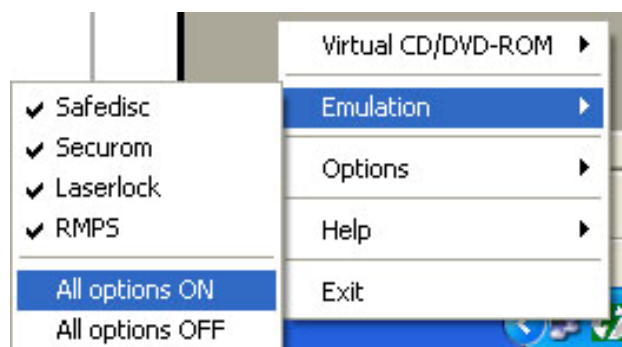 Virtual CD/DVD-ROM
Emulation
Options
Help
Exit
Safedisc
Securom
Laserlock
RMPS
All options ON
All options OFF